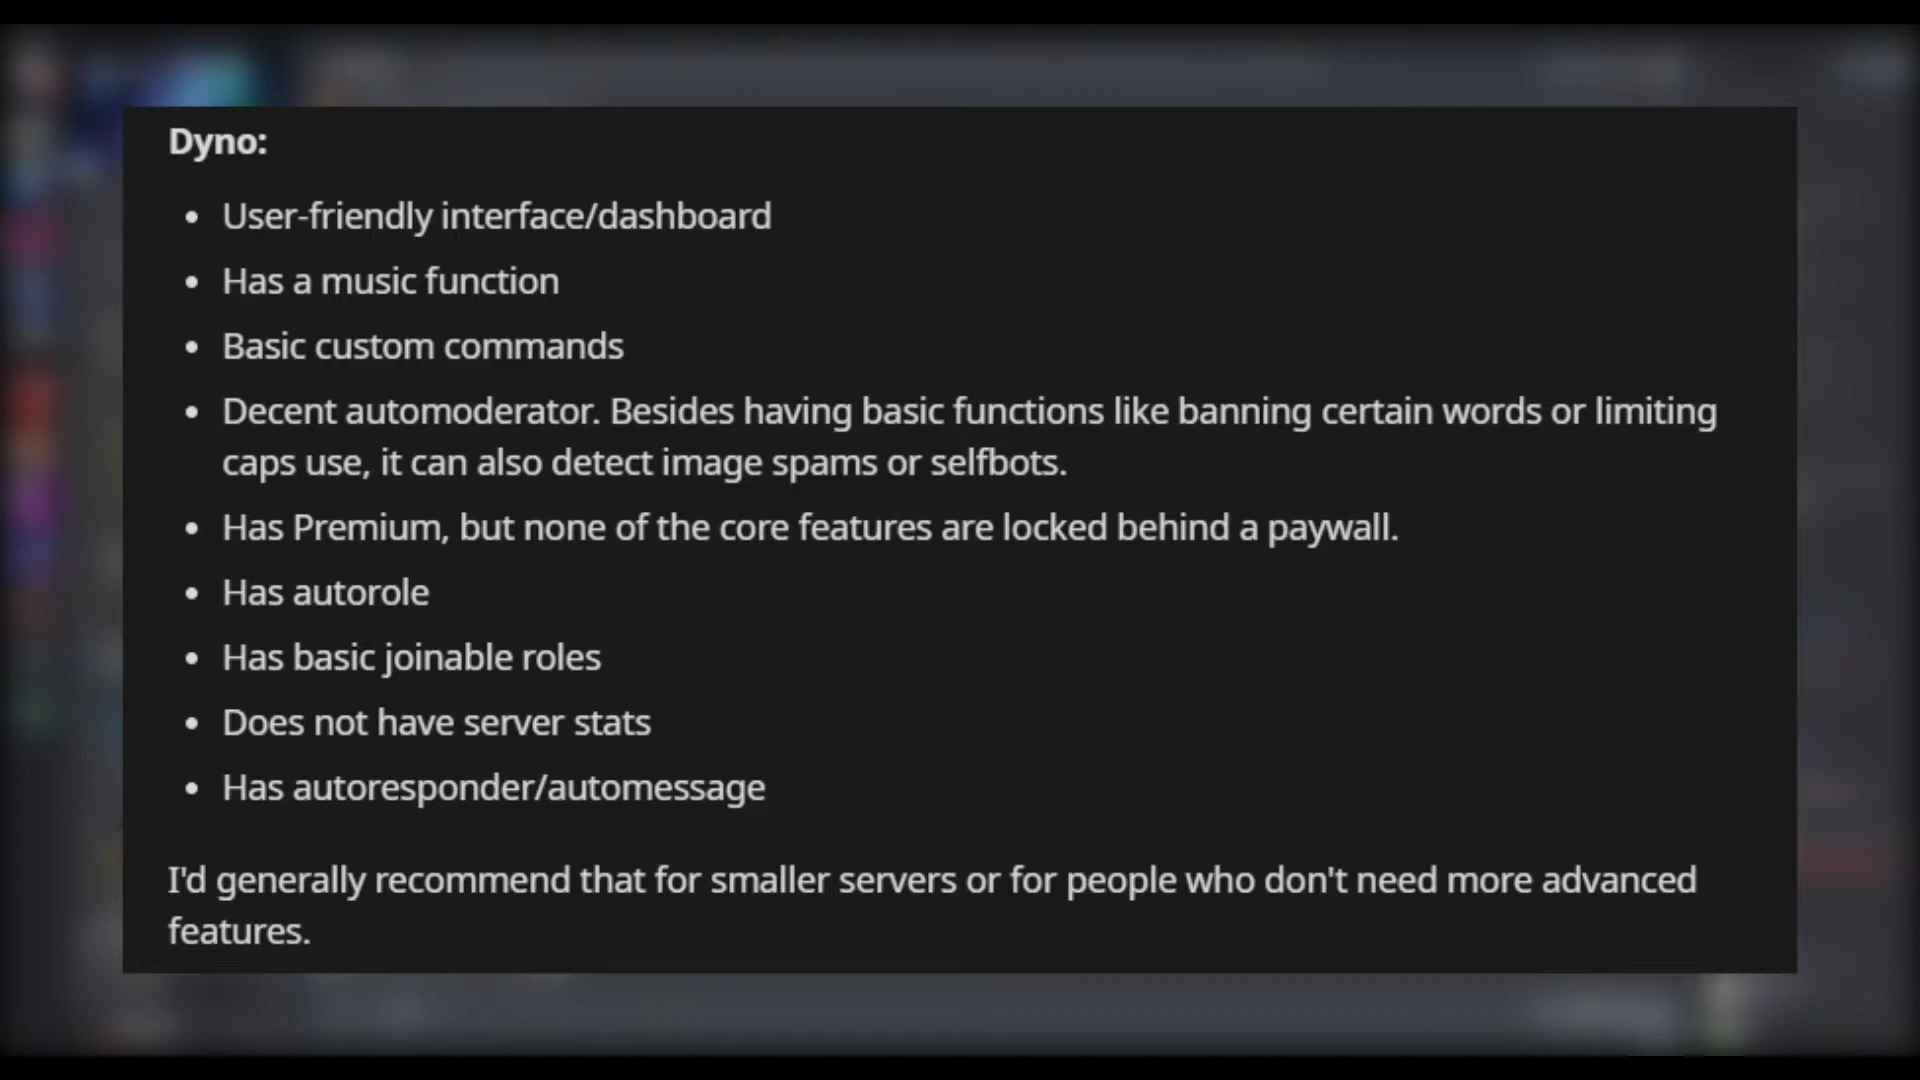 Dyno:
• User-friendly interface/dashboard
• Has a music function
• Basic custom commands
• Decent automoderator. Besides having basic functions like banning certain words or limiting
caps use, it can also detect image spams or selfbots.
• Has Premium, but none of the core features are locked behind a paywall.
• Has autorole
• Has basic joinable roles
• Does not have server stats
• Has autoresponder/automessage
I'd generally recommend that for smaller servers or for people who don't need more advanced
features.